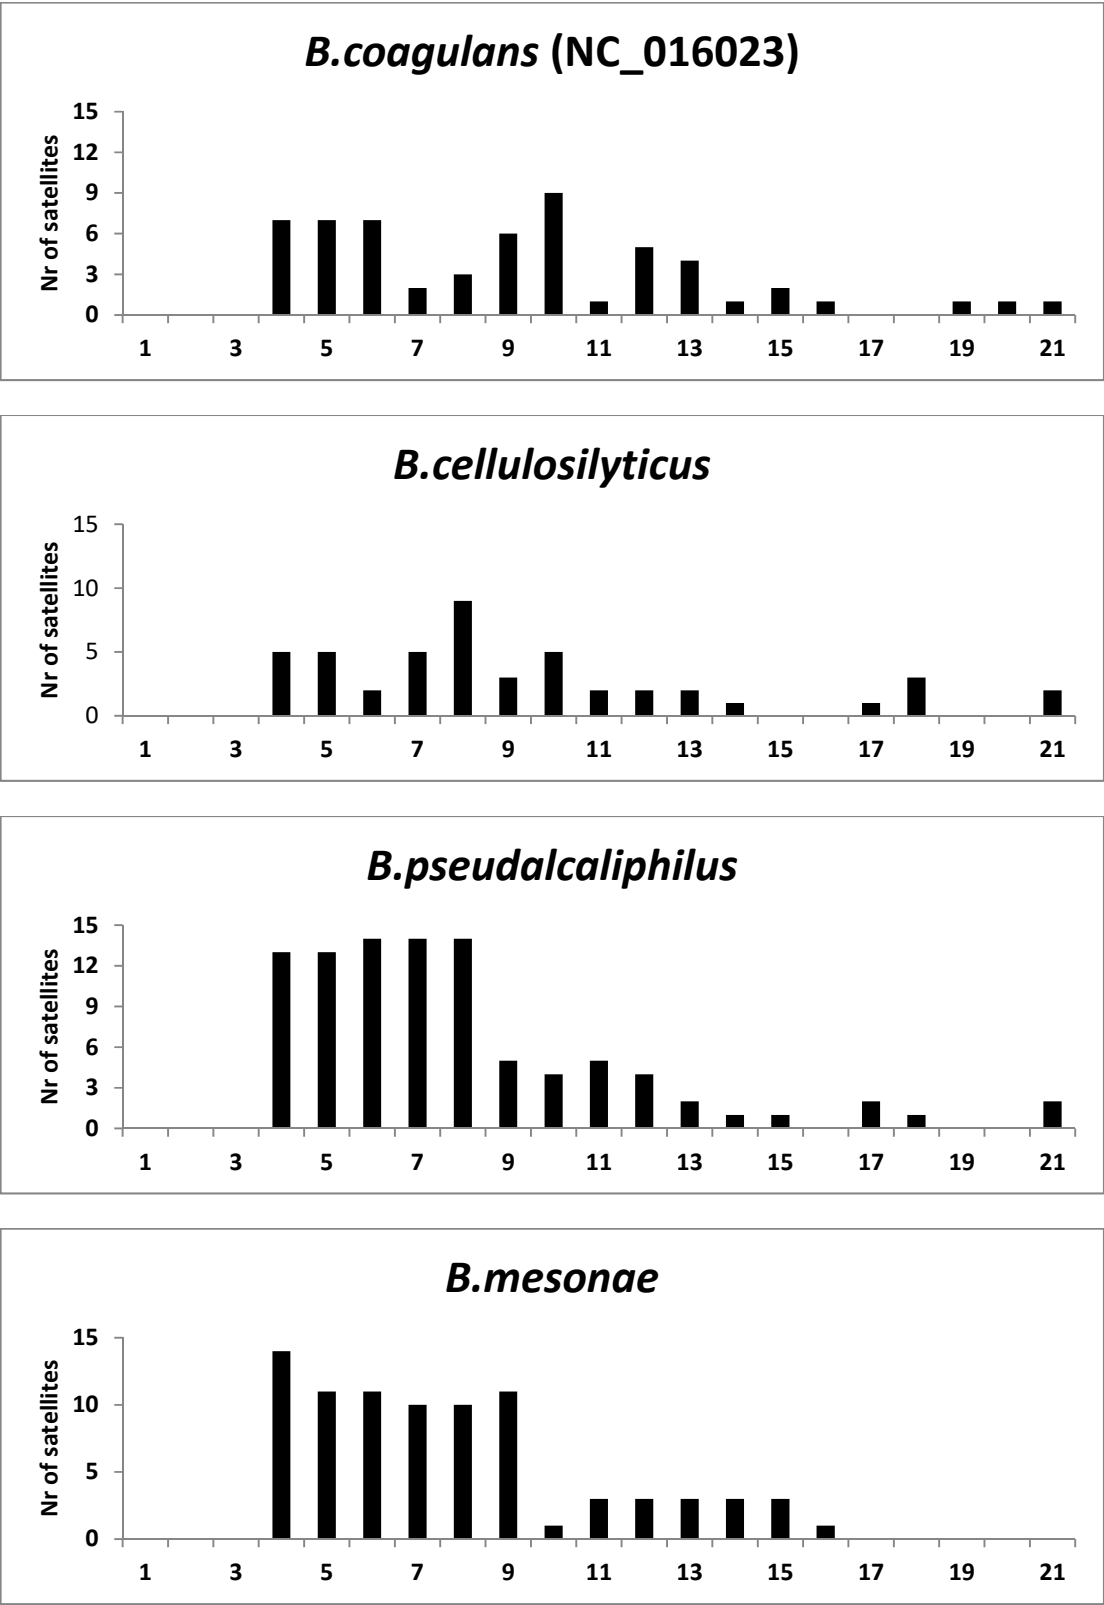 B.coagulans (NC_016023)
Nr of satellites
15
12
9
6
3
0
1 3 5 7 9 11 13 15 17 19 21
B.cellulosilyticus
Nr of satellites
15
10
5
0
1 3 5 7 9 11 13 15 17 19 21
B.pseudalcaliphilus
Nr of satellites
15
12
9
6
3
0
1 3 5 7 9 11 13 15 17 19 21
B.mesonae
Nr of satellites
15
10
5
0
1 3 5 7 9 11 13 15 17 19 21